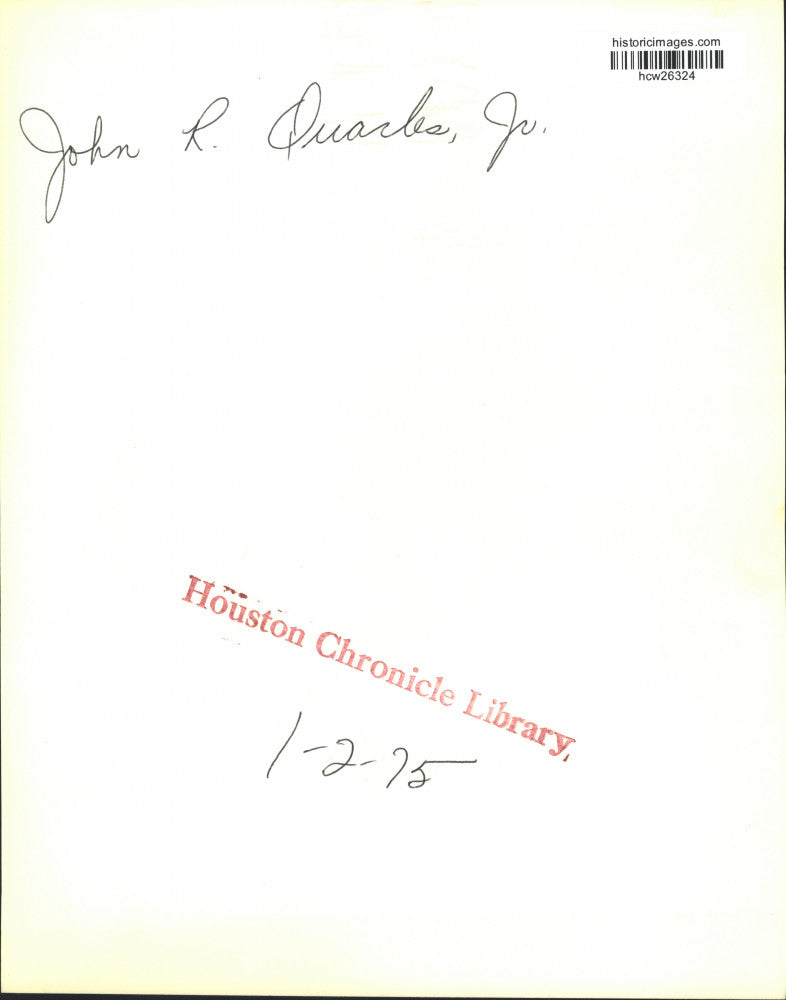 historicimages.com
hcw26324
John R. Quarles, Jr.
Houston Chronicle Library
1-2-75